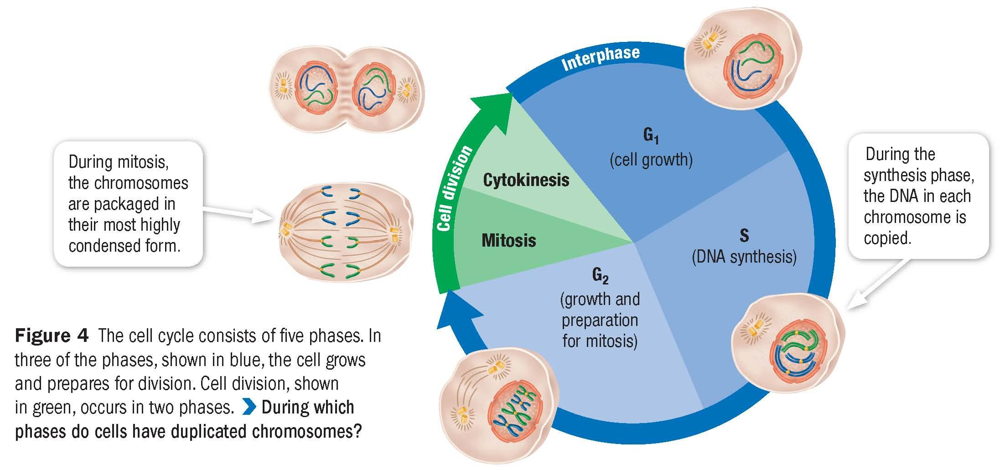 Interphase
G₁
(cell growth)
S
(DNA synthesis)
G₂
(growth and
preparation
for mitosis)
Cell division
Mitosis
Cytokinesis
During mitosis,
the chromosomes
are packaged in
their most highly
condensed form.
During the
synthesis phase,
the DNA in each
chromosome is
copied.
Figure 4 The cell cycle consists of five phases. In
three of the phases, shown in blue, the cell grows
and prepares for division. Cell division, shown
in green, occurs in two phases. ❯ During which
phases do cells have duplicated chromosomes?